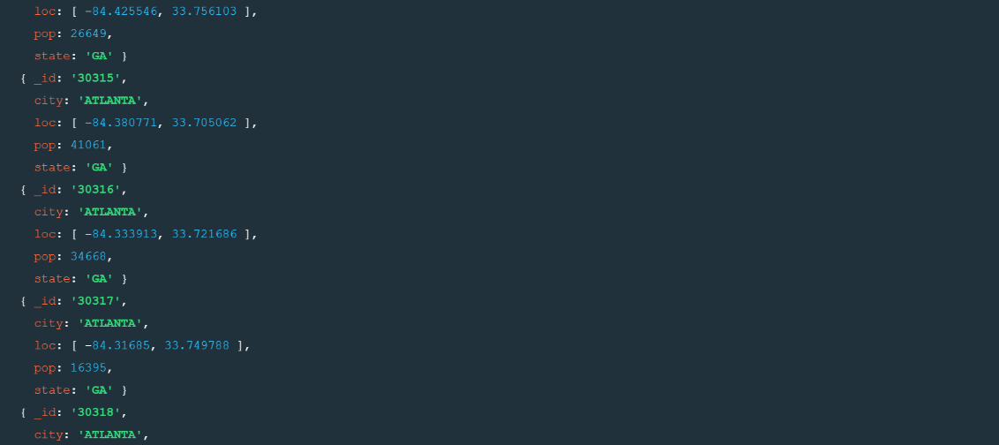 loc: [ -84.425546, 33.756103 ],
pop: 26649,
state: 'GA' }
{ _id: '30315',
city: 'ATLANTA',
loc: [ -84.380771, 33.705062 ],
pop: 41061,
state: 'GA' }
{ _id: '30316',
city: 'ATLANTA',
loc: [ -84.333913, 33.721686 ],
pop: 34668,
state: 'GA' }
{ _id: '30317',
city: 'ATLANTA',
loc: [ -84.31685, 33.749788 ],
pop: 16395,
state: 'GA' }
{ _id: '30318',
city: 'ATLANTA',